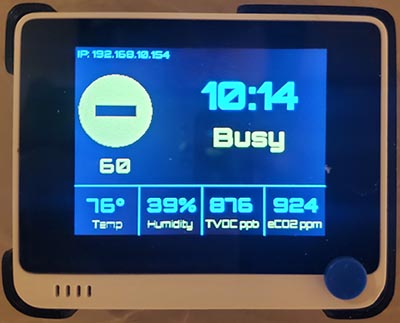 IP: 192.168.10.154
10:14
Busy
60
76° 39% 876 924
Temp Humidity TVOC ppb eCO2 ppm